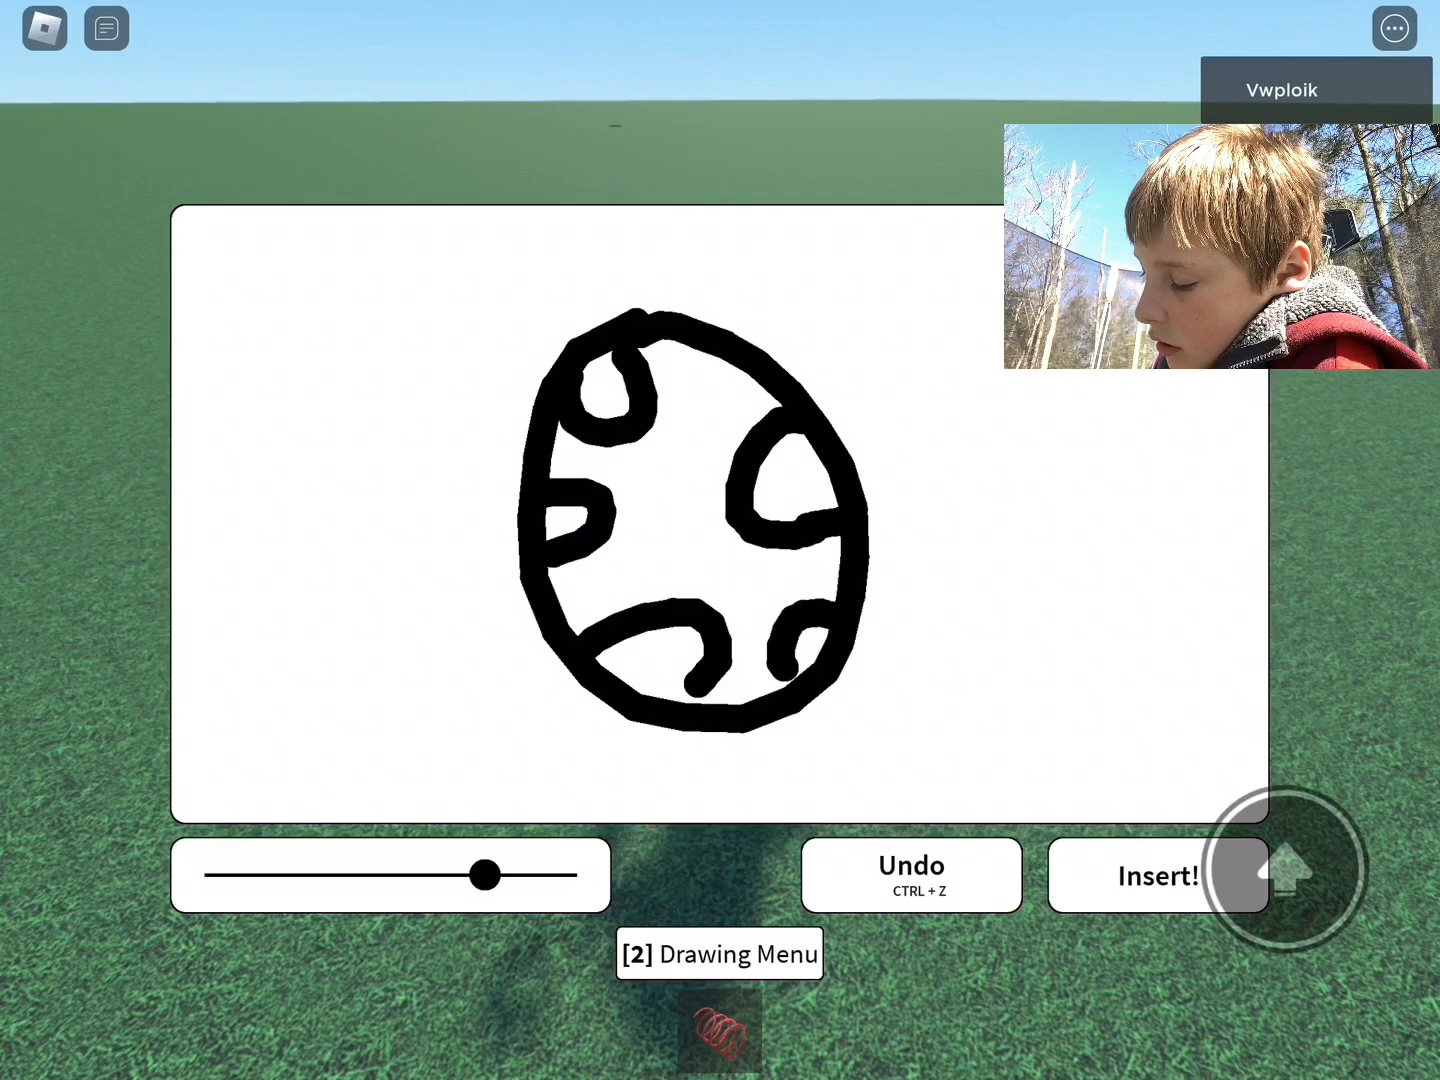 Vwploik
Undo
CTRL + Z
Insert!
[2] Drawing Menu